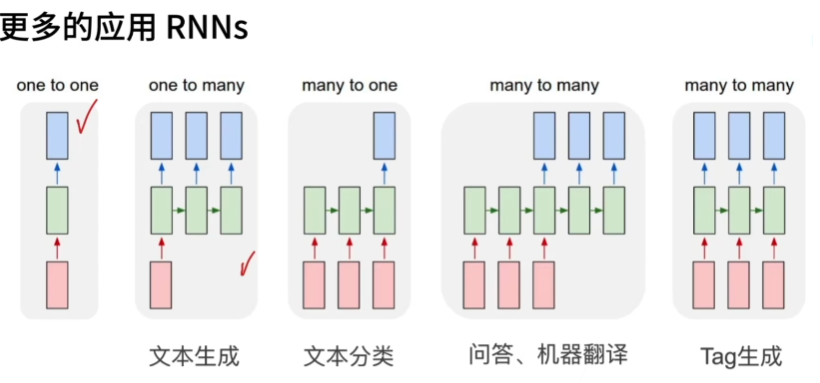 更多的应用 RNNs
one to one
one to many
many to one
many to many
many to many
文本生成
文本分类
问答、机器翻译
Tag生成